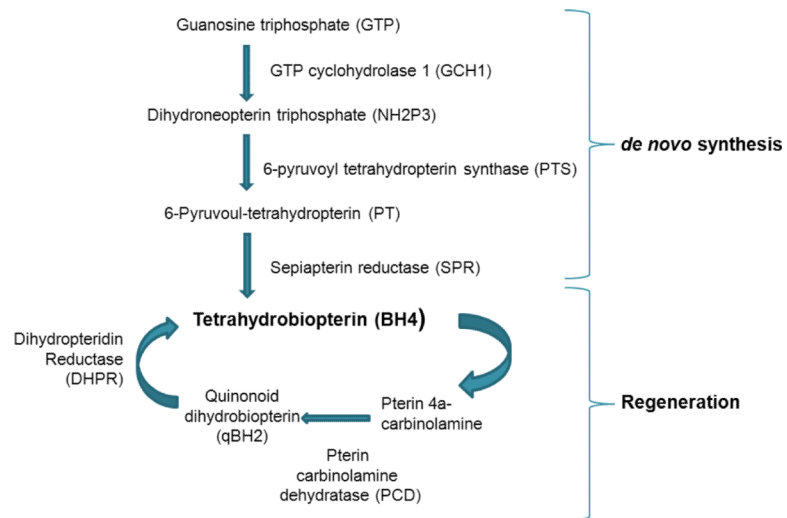 Guanosine triphosphate (GTP)
GTP cyclohydrolase 1 (GCH1)
Dihydroneopterin triphosphate (NH2P3)
de novo synthesis
6-pyruvoyl tetrahydropterin synthase (PTS)
6-Pyruvoul-tetrahydropterin (PT)
Sepiapterin reductase (SPR)
Tetrahydrobiopterin (BH4)
Dihydropteridin
Reductase
(DHPR)
Quinonoid
dihydrobiopterin
(qBH2)
Pterin 4a-
carbinolamine
Regeneration
Pterin
carbinolamine
dehydratase (PCD)